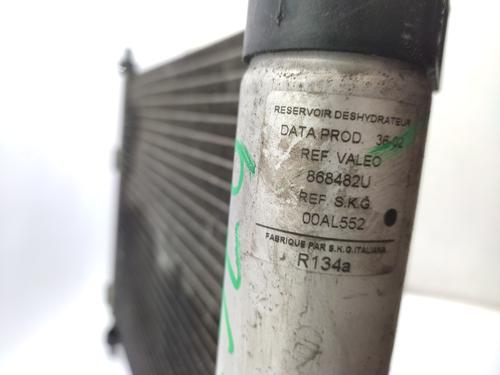 RESERVOIR DESHYDRATEUR
DATA PROD. 36-02
REF. VALEO
868482U
REF. S.K.G.
00AL552
FABRIQUE PAR S.K.G.ITALIANA
R134a